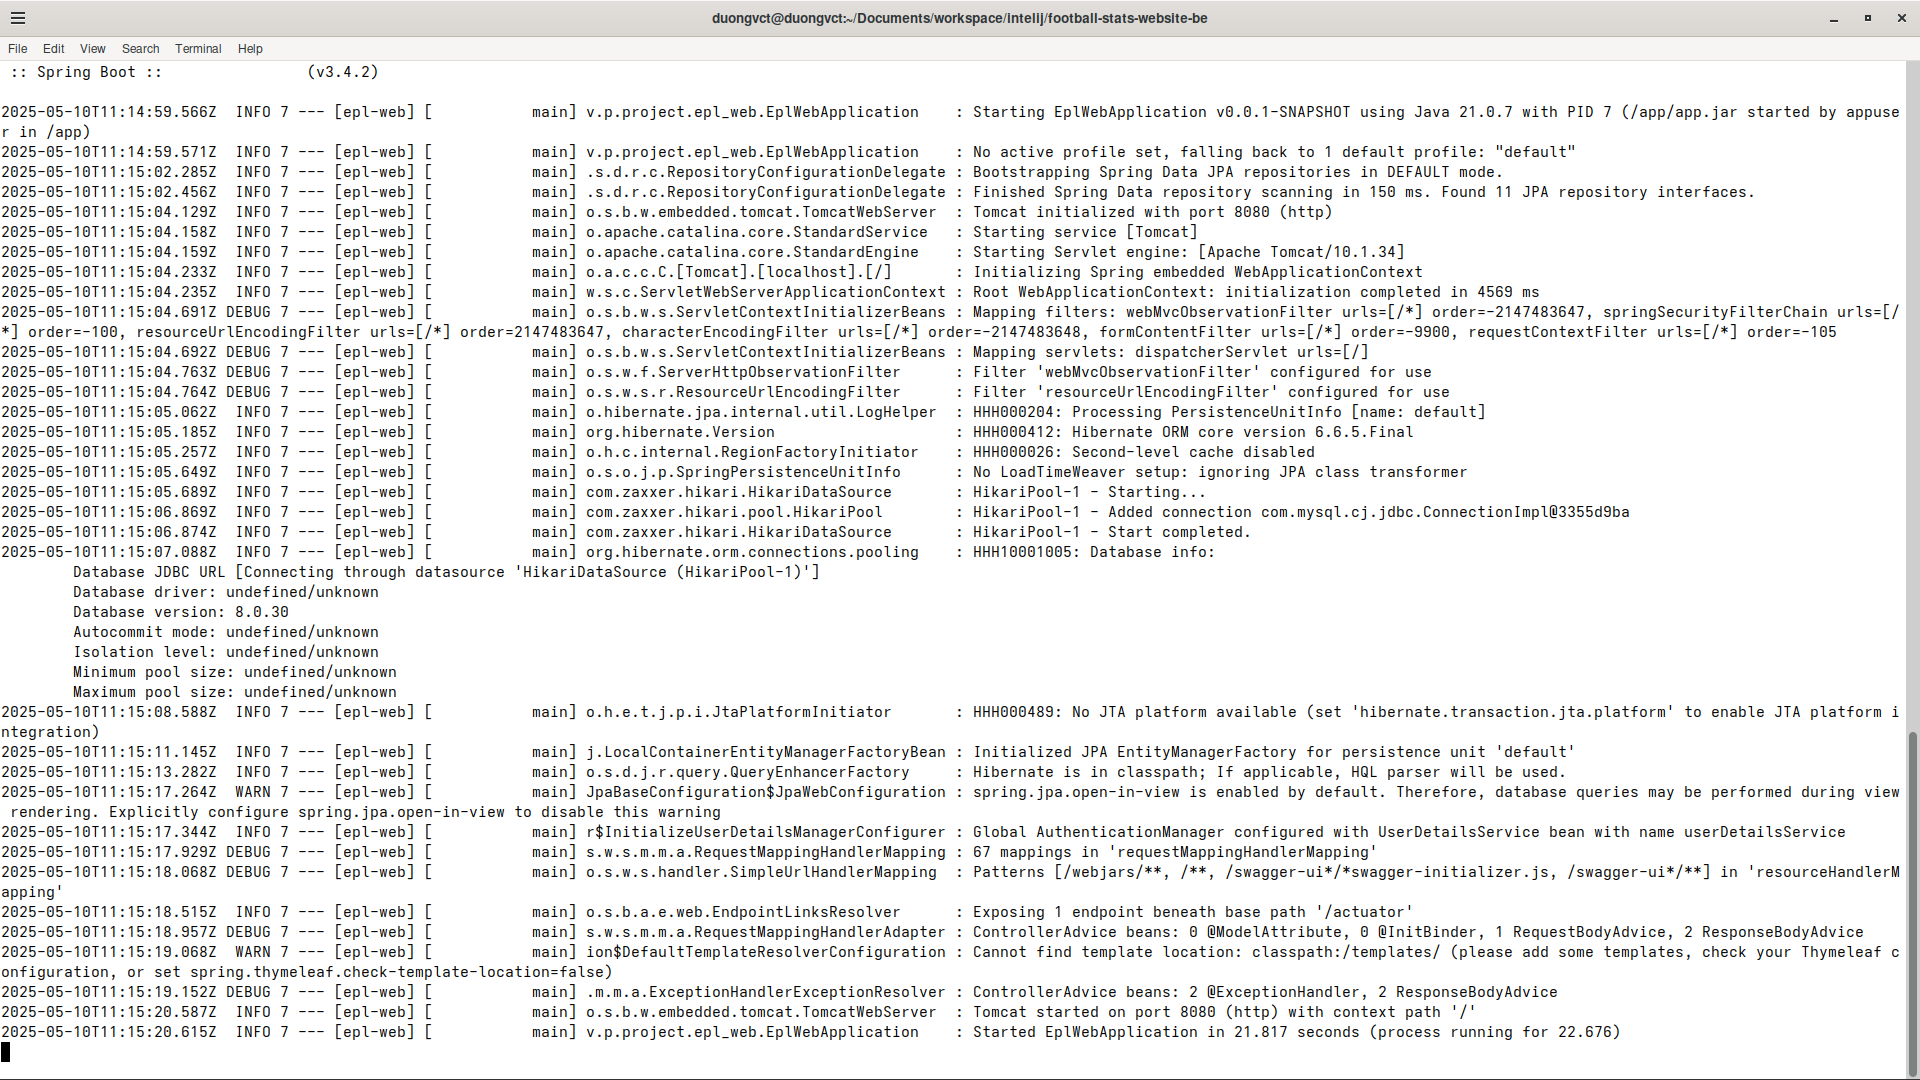 duongvct@duongvct:~/Documents/workspace/intelij/football-stats-website-be
File Edit View Search Terminal Help
:: Spring Boot ::                (v3.4.2)
2025-05-10T11:14:59.566Z  INFO 7 --- [epl-web] [           main] v.p.project.epl_web.EplWebApplication    : Starting EplWebApplication v0.0.1-SNAPSHOT using Java 21.0.7 with PID 7 (/app/app.jar started by appuse
r in /app)
2025-05-10T11:14:59.571Z  INFO 7 --- [epl-web] [           main] v.p.project.epl_web.EplWebApplication    : No active profile set, falling back to 1 default profile: "default"
2025-05-10T11:15:02.285Z  INFO 7 --- [epl-web] [           main] .s.d.r.c.RepositoryConfigurationDelegate : Bootstrapping Spring Data JPA repositories in DEFAULT mode.
2025-05-10T11:15:02.456Z  INFO 7 --- [epl-web] [           main] .s.d.r.c.RepositoryConfigurationDelegate : Finished Spring Data repository scanning in 150 ms. Found 11 JPA repository interfaces.
2025-05-10T11:15:04.129Z  INFO 7 --- [epl-web] [           main] o.s.b.w.embedded.tomcat.TomcatWebServer  : Tomcat initialized with port 8080 (http)
2025-05-10T11:15:04.158Z  INFO 7 --- [epl-web] [           main] o.apache.catalina.core.StandardService   : Starting service [Tomcat]
2025-05-10T11:15:04.159Z  INFO 7 --- [epl-web] [           main] o.apache.catalina.core.StandardEngine    : Starting Servlet engine: [Apache Tomcat/10.1.34]
2025-05-10T11:15:04.233Z  INFO 7 --- [epl-web] [           main] o.a.c.c.C.[Tomcat].[localhost].[/]       : Initializing Spring embedded WebApplicationContext
2025-05-10T11:15:04.235Z  INFO 7 --- [epl-web] [           main] w.s.c.ServletWebServerApplicationContext : Root WebApplicationContext: initialization completed in 4569 ms
2025-05-10T11:15:04.691Z DEBUG 7 --- [epl-web] [           main] o.s.b.w.s.ServletContextInitializerBeans : Mapping filters: webMvcObservationFilter urls=[/*] order=-2147483647, springSecurityFilterChain urls=[/
*] order=-100, resourceUrlEncodingFilter urls=[/*] order=2147483647, characterEncodingFilter urls=[/*] order=-2147483648, formContentFilter urls=[/*] order=-9900, requestContextFilter urls=[/*] order=-105
2025-05-10T11:15:04.692Z DEBUG 7 --- [epl-web] [           main] o.s.b.w.s.ServletContextInitializerBeans : Mapping servlets: dispatcherServlet urls=[/]
2025-05-10T11:15:04.763Z DEBUG 7 --- [epl-web] [           main] o.s.w.f.ServerHttpObservationFilter      : Filter 'webMvcObservationFilter' configured for use
2025-05-10T11:15:04.764Z DEBUG 7 --- [epl-web] [           main] o.s.w.s.r.ResourceUrlEncodingFilter      : Filter 'resourceUrlEncodingFilter' configured for use
2025-05-10T11:15:05.062Z  INFO 7 --- [epl-web] [           main] o.hibernate.jpa.internal.util.LogHelper  : HHH000204: Processing PersistenceUnitInfo [name: default]
2025-05-10T11:15:05.185Z  INFO 7 --- [epl-web] [           main] org.hibernate.Version                    : HHH000412: Hibernate ORM core version 6.6.5.Final
2025-05-10T11:15:05.257Z  INFO 7 --- [epl-web] [           main] o.h.c.internal.RegionFactoryInitiator    : HHH000026: Second-level cache disabled
2025-05-10T11:15:05.649Z  INFO 7 --- [epl-web] [           main] o.s.o.j.p.SpringPersistenceUnitInfo      : No LoadTimeWeaver setup: ignoring JPA class transformer
2025-05-10T11:15:05.689Z  INFO 7 --- [epl-web] [           main] com.zaxxer.hikari.HikariDataSource       : HikariPool-1 - Starting...
2025-05-10T11:15:06.869Z  INFO 7 --- [epl-web] [           main] com.zaxxer.hikari.pool.HikariPool        : HikariPool-1 - Added connection com.mysql.cj.jdbc.ConnectionImpl@3355d9ba
2025-05-10T11:15:06.874Z  INFO 7 --- [epl-web] [           main] com.zaxxer.hikari.HikariDataSource       : HikariPool-1 - Start completed.
2025-05-10T11:15:07.088Z  INFO 7 --- [epl-web] [           main] org.hibernate.orm.connections.pooling    : HHH10001005: Database info:
Database JDBC URL [Connecting through datasource 'HikariDataSource (HikariPool-1)']
Database driver: undefined/unknown
Database version: 8.0.30
Autocommit mode: undefined/unknown
Isolation level: undefined/unknown
Minimum pool size: undefined/unknown
Maximum pool size: undefined/unknown
2025-05-10T11:15:08.588Z  INFO 7 --- [epl-web] [           main] o.h.e.t.j.p.i.JtaPlatformInitiator       : HHH000489: No JTA platform available (set 'hibernate.transaction.jta.platform' to enable JTA platform i
ntegration)
2025-05-10T11:15:11.145Z  INFO 7 --- [epl-web] [           main] j.LocalContainerEntityManagerFactoryBean : Initialized JPA EntityManagerFactory for persistence unit 'default'
2025-05-10T11:15:13.282Z  INFO 7 --- [epl-web] [           main] o.s.d.j.r.query.QueryEnhancerFactory     : Hibernate is in classpath; If applicable, HQL parser will be used.
2025-05-10T11:15:17.264Z  WARN 7 --- [epl-web] [           main] JpaBaseConfiguration$JpaWebConfiguration : spring.jpa.open-in-view is enabled by default. Therefore, database queries may be performed during view
rendering. Explicitly configure spring.jpa.open-in-view to disable this warning
2025-05-10T11:15:17.344Z  INFO 7 --- [epl-web] [           main] r$InitializeUserDetailsManagerConfigurer : Global AuthenticationManager configured with UserDetailsService bean with name userDetailsService
2025-05-10T11:15:17.929Z DEBUG 7 --- [epl-web] [           main] s.w.s.m.m.a.RequestMappingHandlerMapping : 67 mappings in 'requestMappingHandlerMapping'
2025-05-10T11:15:18.068Z DEBUG 7 --- [epl-web] [           main] o.s.w.s.handler.SimpleUrlHandlerMapping  : Patterns [/webjars/**, /**, /swagger-ui*/*swagger-initializer.js, /swagger-ui*/**] in 'resourceHandlerM
apping'
2025-05-10T11:15:18.515Z  INFO 7 --- [epl-web] [           main] o.s.b.a.e.web.EndpointLinksResolver      : Exposing 1 endpoint beneath base path '/actuator'
2025-05-10T11:15:18.957Z DEBUG 7 --- [epl-web] [           main] s.w.s.m.m.a.RequestMappingHandlerAdapter : ControllerAdvice beans: 0 @ModelAttribute, 0 @InitBinder, 1 RequestBodyAdvice, 2 ResponseBodyAdvice
2025-05-10T11:15:19.068Z  WARN 7 --- [epl-web] [           main] ion$DefaultTemplateResolverConfiguration : Cannot find template location: classpath:/templates/ (please add some templates, check your Thymeleaf c
onfiguration, or set spring.thymeleaf.check-template-location=false)
2025-05-10T11:15:19.152Z DEBUG 7 --- [epl-web] [           main] .m.m.a.ExceptionHandlerExceptionResolver : ControllerAdvice beans: 2 @ExceptionHandler, 2 ResponseBodyAdvice
2025-05-10T11:15:20.587Z  INFO 7 --- [epl-web] [           main] o.s.b.w.embedded.tomcat.TomcatWebServer  : Tomcat started on port 8080 (http) with context path '/'
2025-05-10T11:15:20.615Z  INFO 7 --- [epl-web] [           main] v.p.project.epl_web.EplWebApplication    : Started EplWebApplication in 21.817 seconds (process running for 22.676)